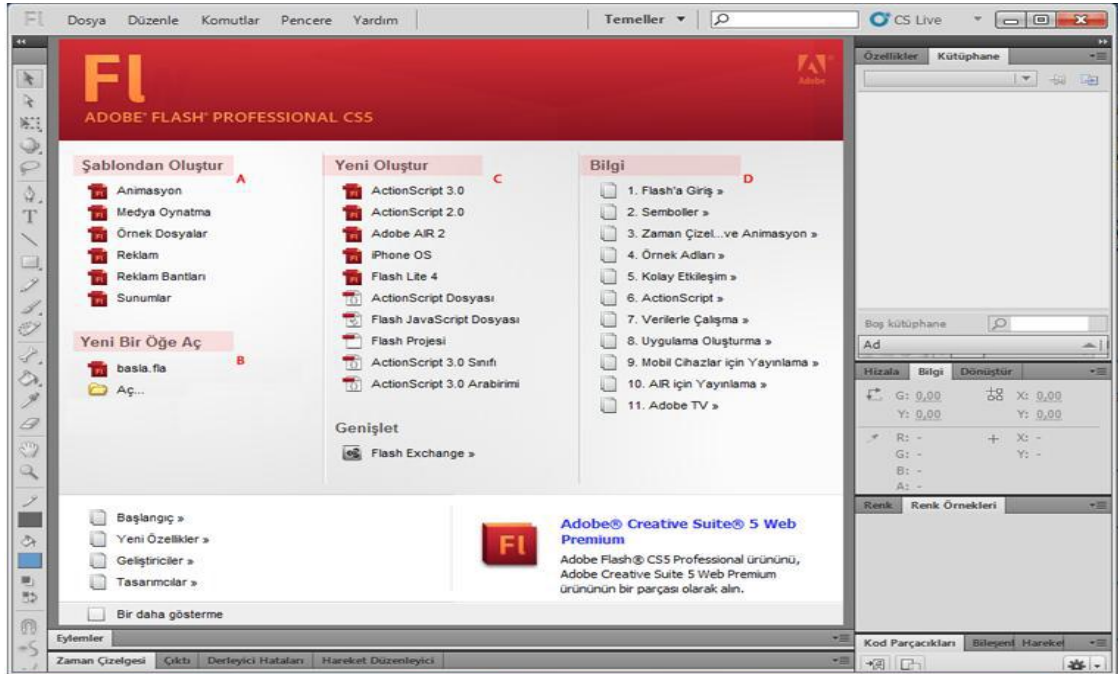 Fl Dosya Düzenle Komutlar Pencere Yardım Temeller CS Live
Fl
Adobe
ADOBE® FLASH® PROFESSIONAL CS5
Şablondan Oluştur
A
Animasyon
Medya Oynatma
Örnek Dosyalar
Reklam
Reklam Bantları
Sunumlar
Yeni Bir Öğe Aç
B
basla.fla
Aç...
Yeni Oluştur
C
ActionScript 3.0
ActionScript 2.0
Adobe AIR 2
iPhone OS
Flash Lite 4
ActionScript Dosyası
Flash JavaScript Dosyası
Flash Projesi
ActionScript 3.0 Sınıfı
ActionScript 3.0 Arabirimi
Genişlet
Flash Exchange »
Bilgi
D
1. Flash'a Giriş »
2. Semboller »
3. Zaman Çizel...ve Animasyon »
4. Örnek Adları »
5. Kolay Etkileşim »
6. ActionScript »
7. Verilerle Çalışma »
8. Uygulama Oluşturma »
9. Mobil Cihazlar için Yayınlama »
10. AIR için Yayınlama »
11. Adobe TV »
Başlangıç »
Yeni Özellikler »
Geliştiriciler »
Tasarımcılar »
Bir daha gösterme
Fl
Adobe® Creative Suite® 5 Web
Premium
Adobe Flash® CS5 Professional ürününü,
Adobe Creative Suite 5 Web Premium
ürününün bir parçası olarak alın.
Eylemler
Zaman Çizelgesi Çıktı Derleyici Hataları Hareket Düzenleyici
Özellikler Kütüphane
Boş kütüphane
Ad
Hizala Bilgi Dönüştür
G: 0,00 X: 0,00
Y: 0,00 Y: 0,00
R: - X: -
G: - Y: -
B: -
A: -
Renk Renk Örnekleri
Kod Parçacıkları Bileşenl Hareket